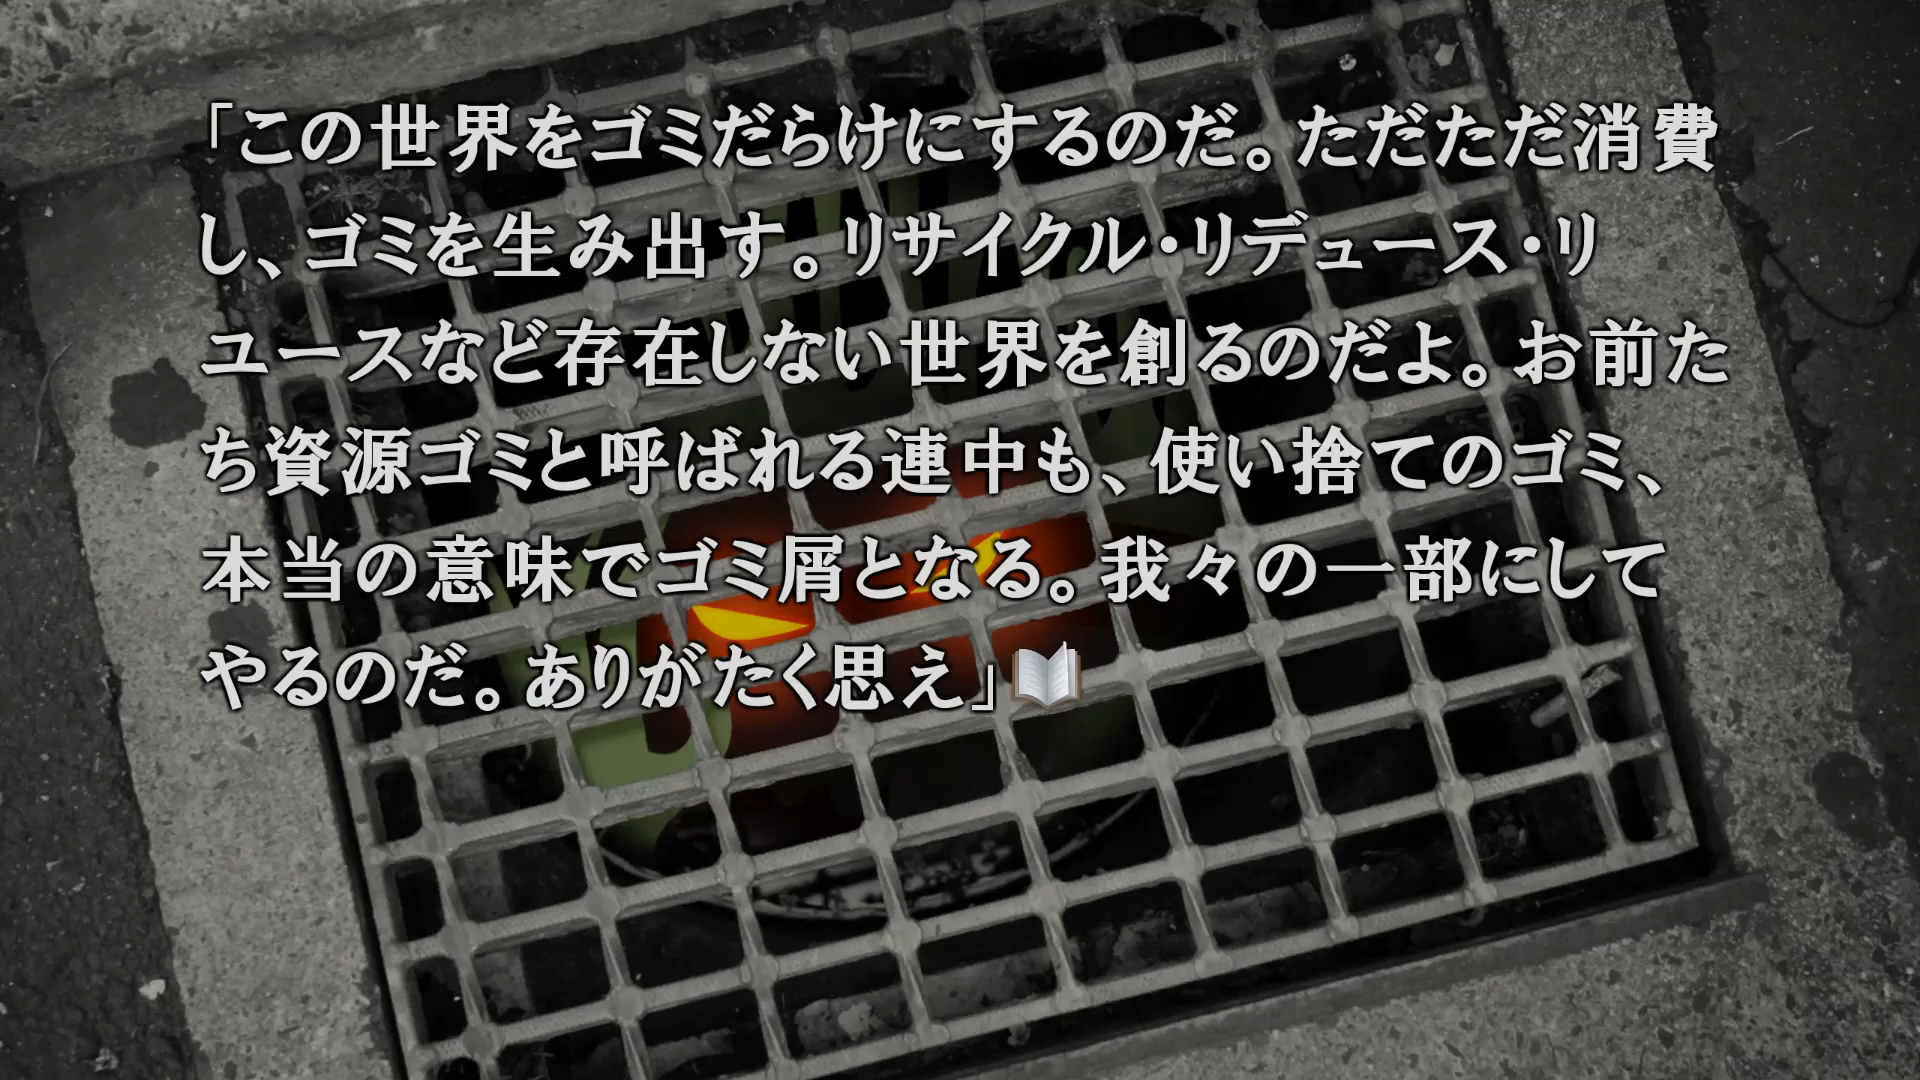 「この世界をゴミだらけにするのだ。ただただ消費
し、ゴミを生み出す。リサイクル・リデュース・リ
ユースなど存在しない世界を創るのだよ。お前た
ち資源ゴミと呼ばれる連中も、使い捨てのゴミ、
本当の意味でゴミ屑となる。我々の一部にして
やるのだ。ありがたく思え」